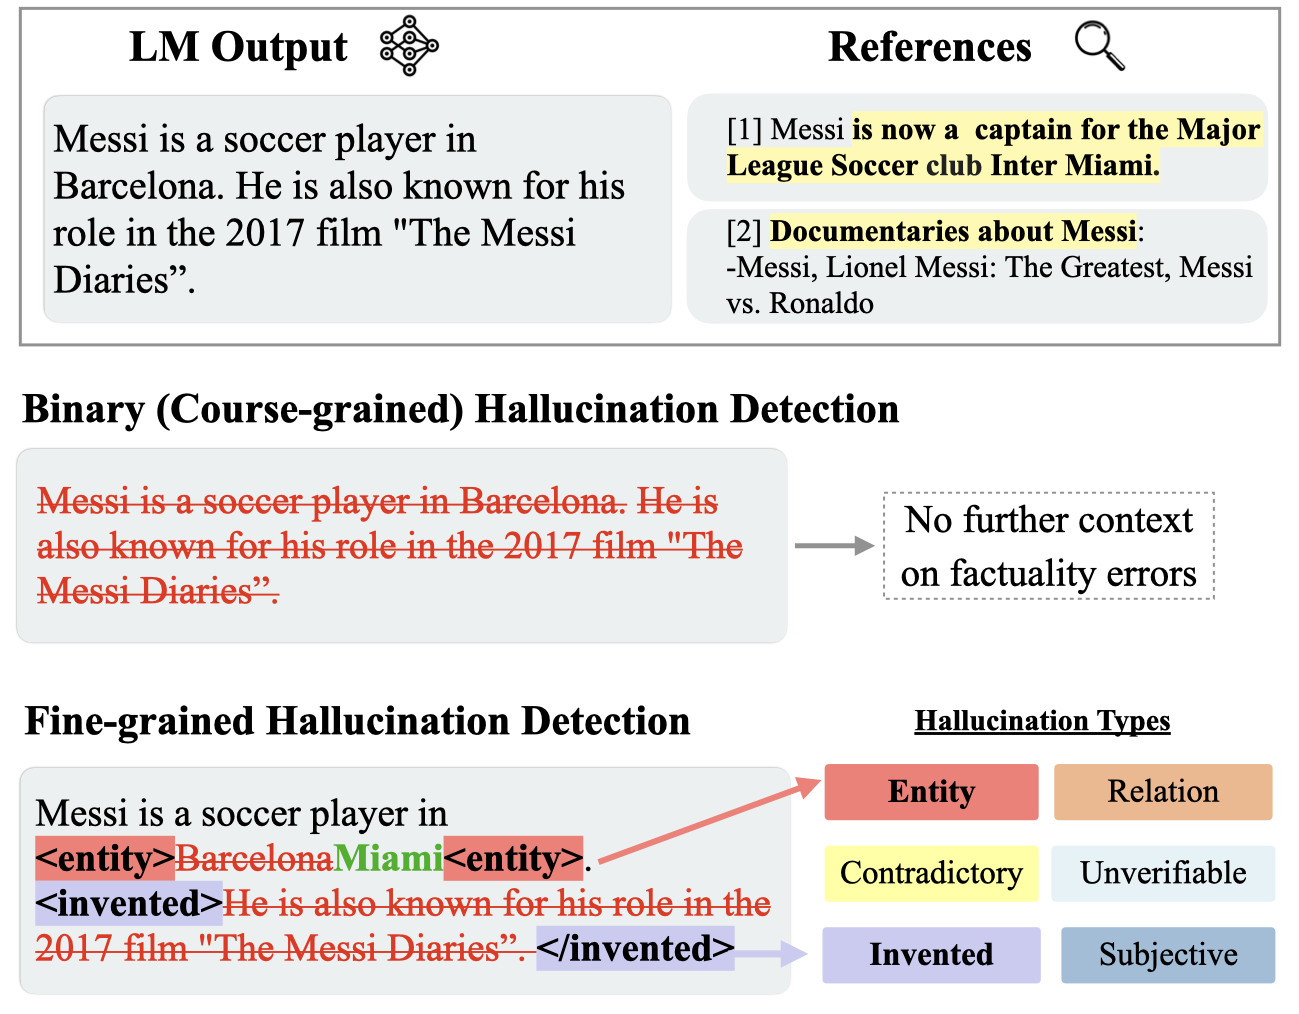 LM Output
References
Messi is a soccer player in
Barcelona. He is also known for his
role in the 2017 film "The Messi
Diaries”.
[1] Messi is now a captain for the Major
League Soccer club Inter Miami.
[2] Documentaries about Messi:
-Messi, Lionel Messi: The Greatest, Messi
vs. Ronaldo
Binary (Course-grained) Hallucination Detection
Messi is a soccer player in Barcelona. He is
also known for his role in the 2017 film "The
Messi Diaries”.
No further context
on factuality errors
Fine-grained Hallucination Detection
Messi is a soccer player in
<entity>BarcelonaMiami<entity>.
<invented>He is also known for his role in the
2017 film "The Messi Diaries”. </invented>
Hallucination Types
Entity
Relation
Contradictory
Unverifiable
Invented
Subjective